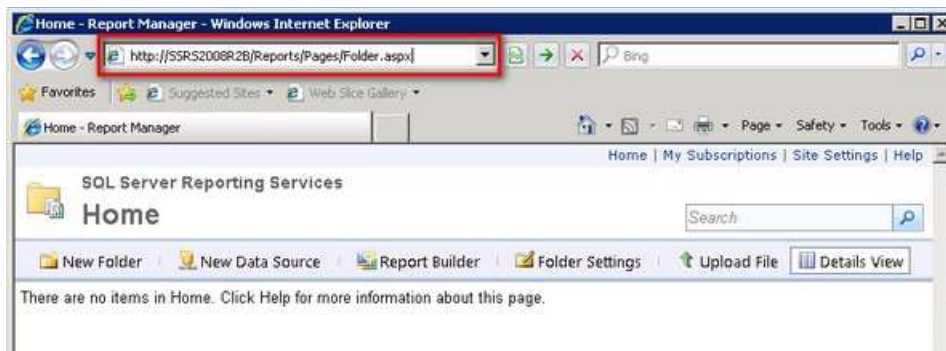 Home - Report Manager - Windows Internet Explorer
http://SSRS2008R2B/Reports/Pages/Folder.aspx
Bing
Favorites Suggested Sites Web Slice Gallery
Home - Report Manager Page Safety Tools
Home | My Subscriptions | Site Settings | Help
SQL Server Reporting Services
Home
Search
New Folder New Data Source Report Builder Folder Settings Upload File Details View
There are no items in Home. Click Help for more information about this page.